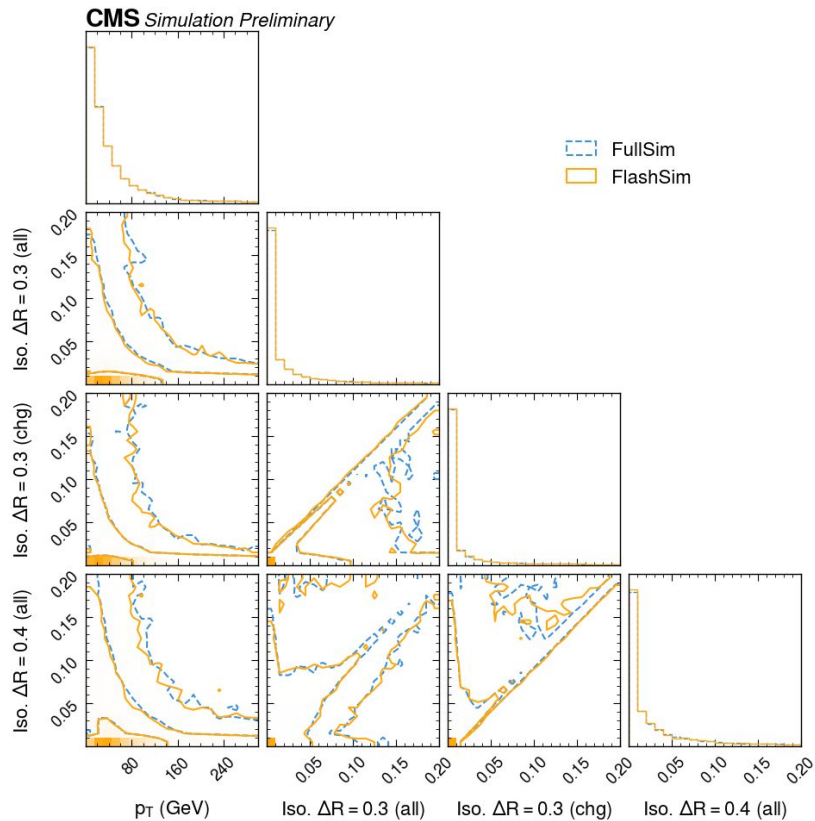 CMS Simulation Preliminary
FullSim
FlashSim
Iso. ΔR = 0.3 (all)
0.20
0.15
0.10
0.05
Iso. ΔR = 0.3 (chg)
0.20
0.15
0.10
0.05
Iso. ΔR = 0.4 (all)
0.20
0.15
0.10
0.05
80 160 240 0.05 0.10 0.15 0.20 0.05 0.10 0.15 0.20 0.05 0.10 0.15 0.20
pT (GeV) Iso. ΔR = 0.3 (all) Iso. ΔR = 0.3 (chg) Iso. ΔR = 0.4 (all)